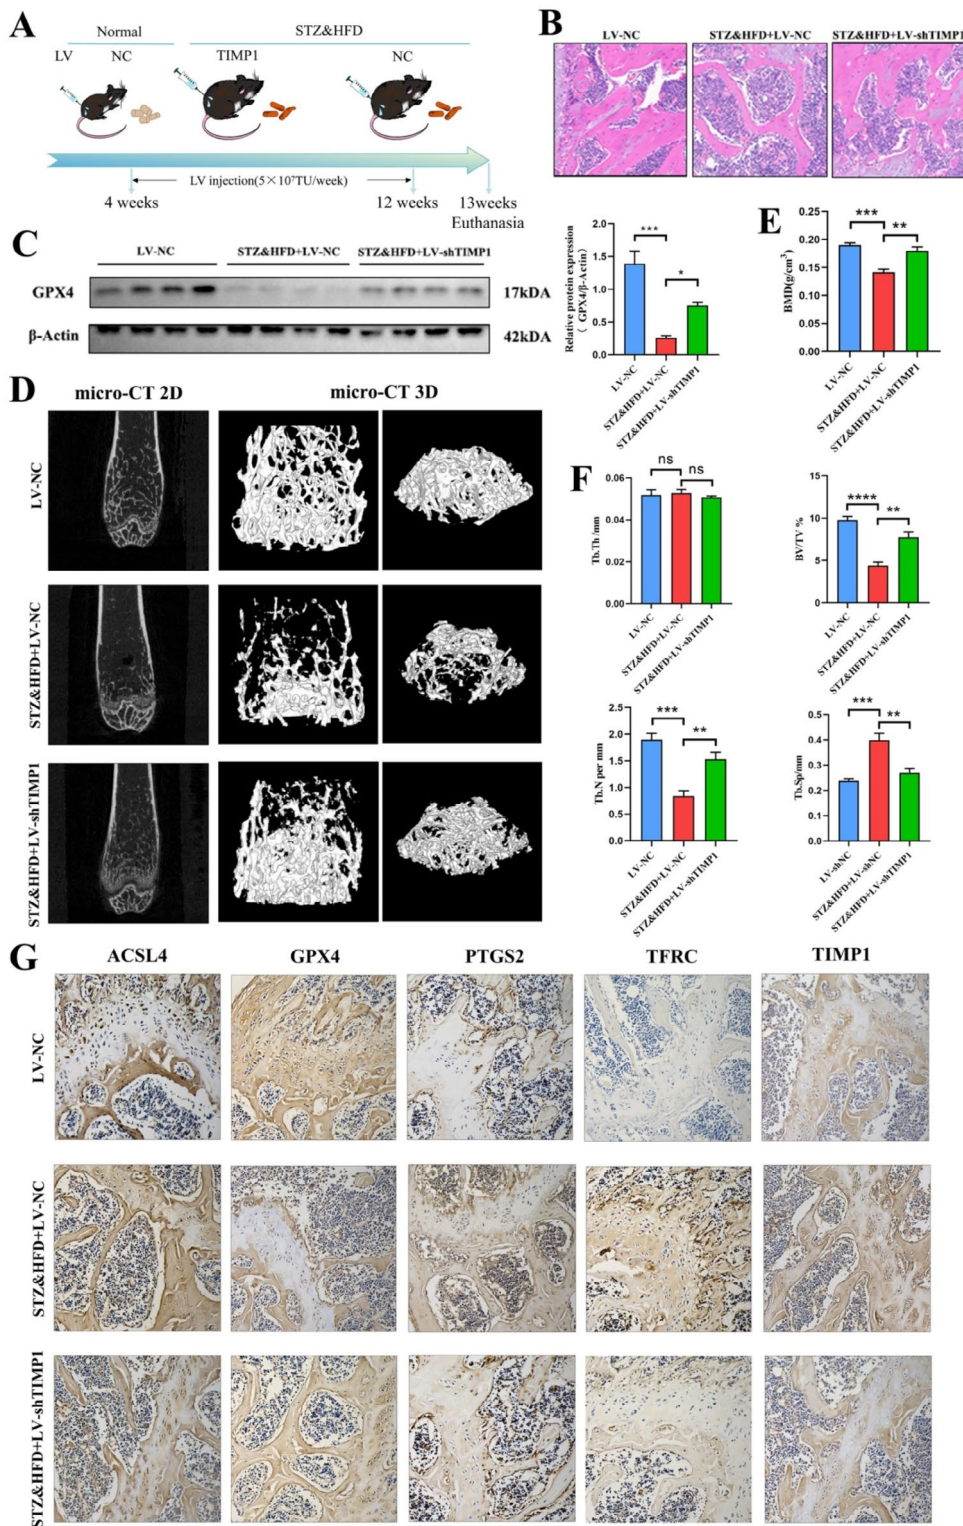 A
Normal
STZ&HFD
LV
NC
TIMP1
NC
LV injection(5×10⁷TU/week)
4 weeks
12 weeks
13weeks
Euthanasia
B
LV-NC
STZ&HFD+LV-NC
STZ&HFD+LV-shTIMP1
C
LV-NC
STZ&HFD+LV-NC
STZ&HFD+LV-shTIMP1
GPX4
17kDA
β-Actin
42kDA
Relative protein expression
( GPX4/β-Actin)
2.0
1.5
1.0
0.5
0.0
***
*
LV-NC
STZ&HFD+LV-NC
STZ&HFD+LV-shTIMP1
E
BMD(g/cm³)
0.20
0.15
0.10
0.05
0.00
***
**
LV-NC
STZ&HFD+LV-NC
STZ&HFD+LV-shTIMP1
D
micro-CT 2D
micro-CT 3D
LV-NC
STZ&HFD+LV-NC
STZ&HFD+LV-shTIMP1
F
Tb.Th /mm
0.06
0.04
0.02
0.00
ns
ns
LV-NC
STZ&HFD+LV-NC
STZ&HFD+LV-shTIMP1
BV/TV %
15
10
5
0
****
**
LV-NC
STZ&HFD+LV-NC
STZ&HFD+LV-shTIMP1
Tb.N per mm
2.5
2.0
1.5
1.0
0.5
0.0
***
**
LV-NC
STZ&HFD+LV-NC
STZ&HFD+LV-shTIMP1
Tb.Sp/mm
0.5
0.4
0.3
0.2
0.1
0.0
***
**
LV-shNC
STZ&HFD+LV-shNC
STZ&HFD+LV-shTIMP1
G
ACSL4
GPX4
PTGS2
TFRC
TIMP1
LV-NC
STZ&HFD+LV-NC
STZ&HFD+LV-shTIMP1